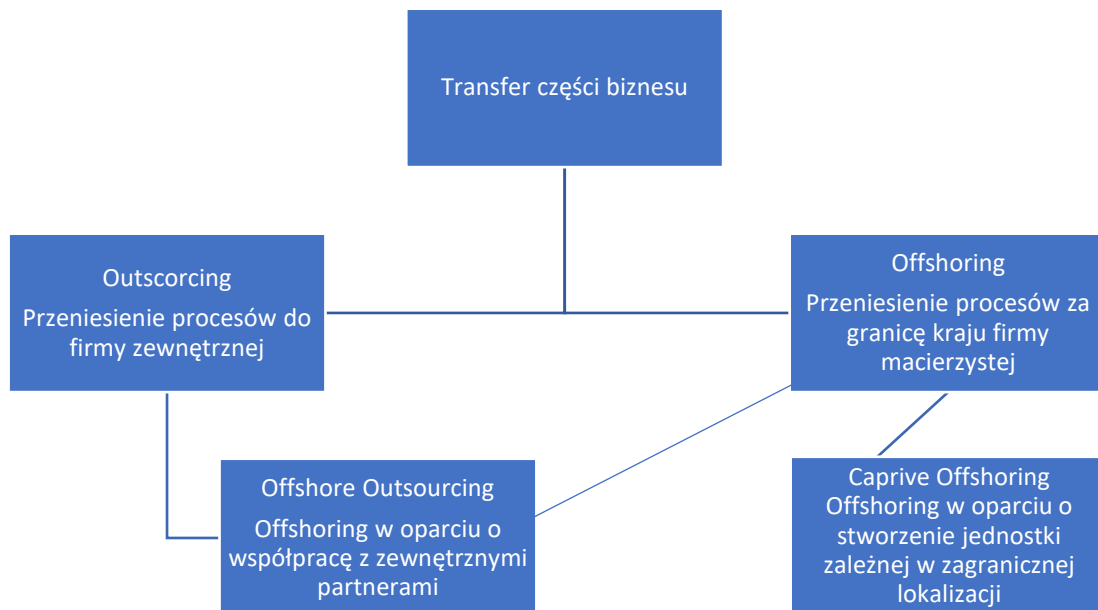 Transfer części biznesu
Outscorcing
Przeniesienie procesów do
firmy zewnętrznej
Offshoring
Przeniesienie procesów za
granicę kraju firmy
macierzystej
Offshore Outsourcing
Offshoring w oparciu o
współpracę z zewnętrznymi
partnerami
Caprive Offshoring
Offshoring w oparciu o
stworzenie jednostki
zależnej w zagranicznej
lokalizacji